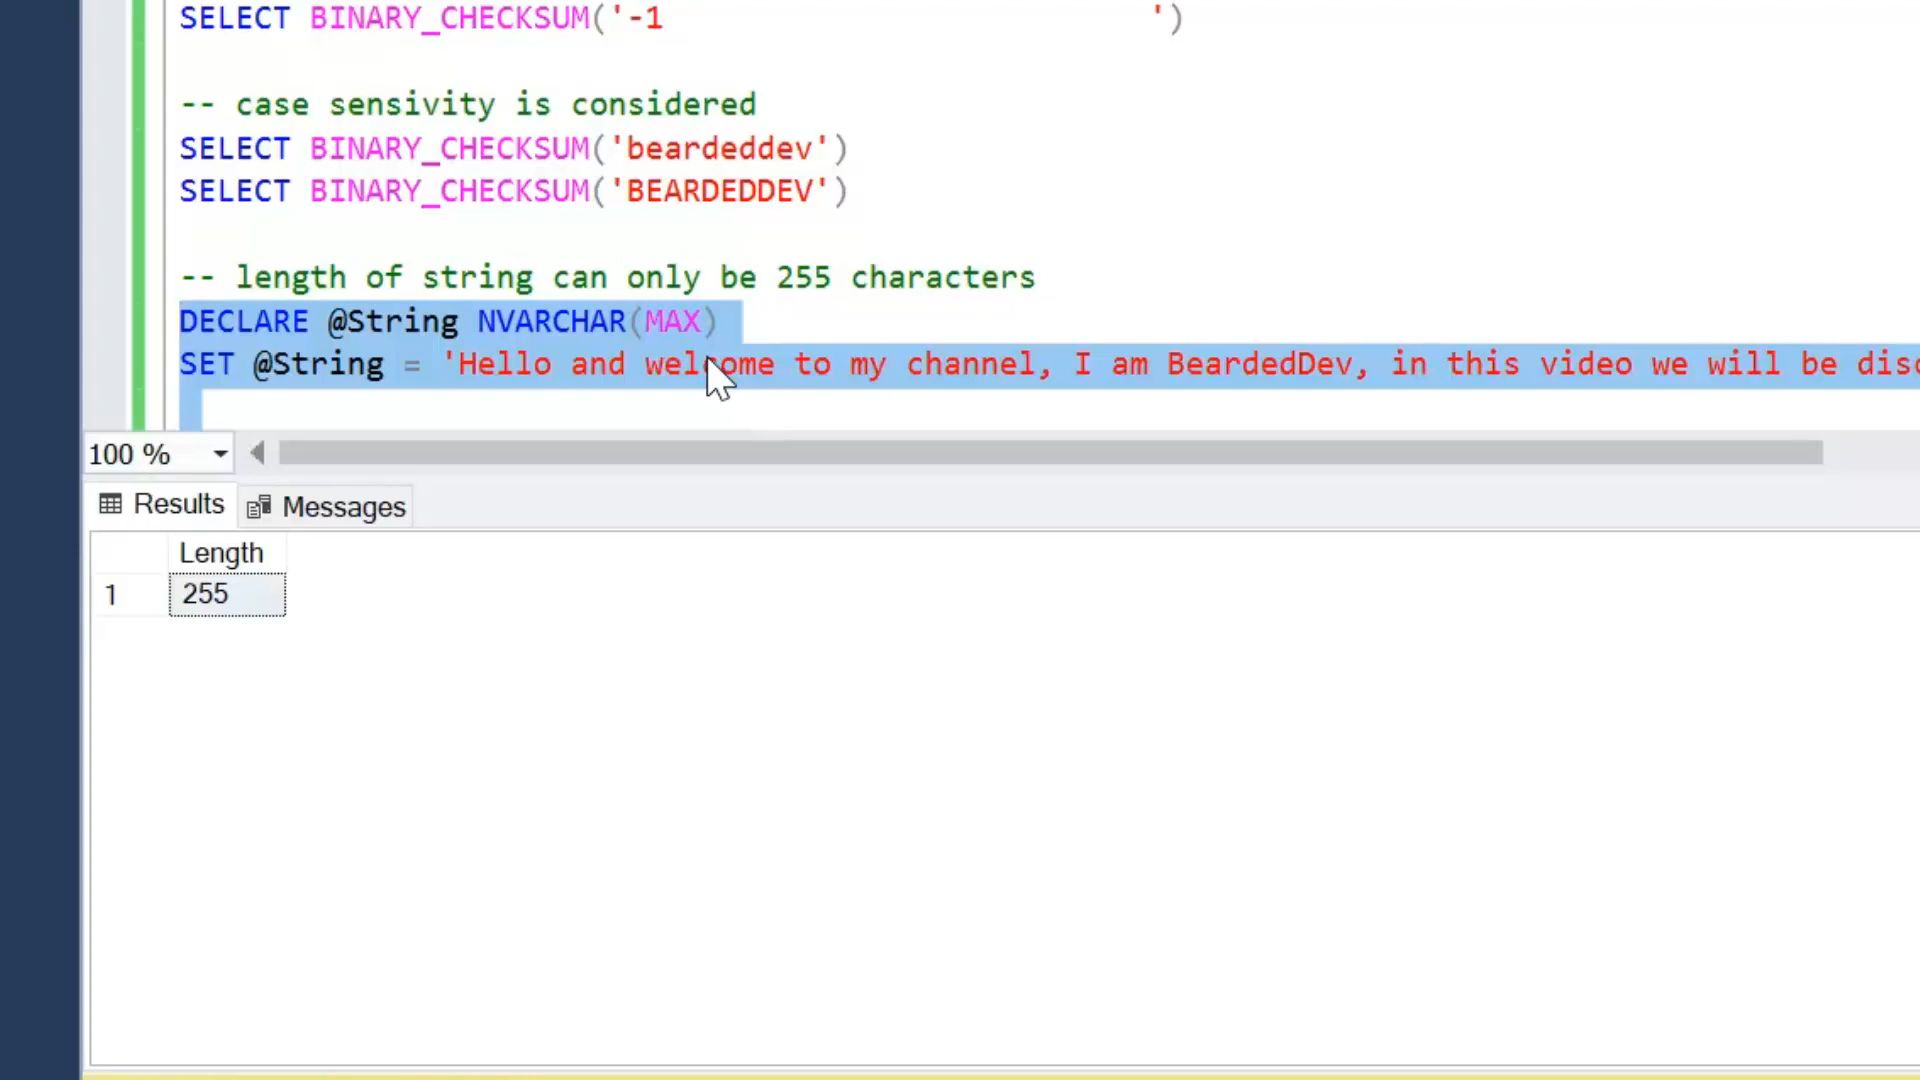 SELECT BINARY_CHECKSUM('-1                          ')
-- case sensivity is considered
SELECT BINARY_CHECKSUM('beardeddev')
SELECT BINARY_CHECKSUM('BEARDEDDEV')
-- length of string can only be 255 characters
DECLARE @String NVARCHAR(MAX)
SET @String = 'Hello and welcome to my channel, I am BeardedDev, in this video we will be disc
100 %
Results Messages
Length
1 255